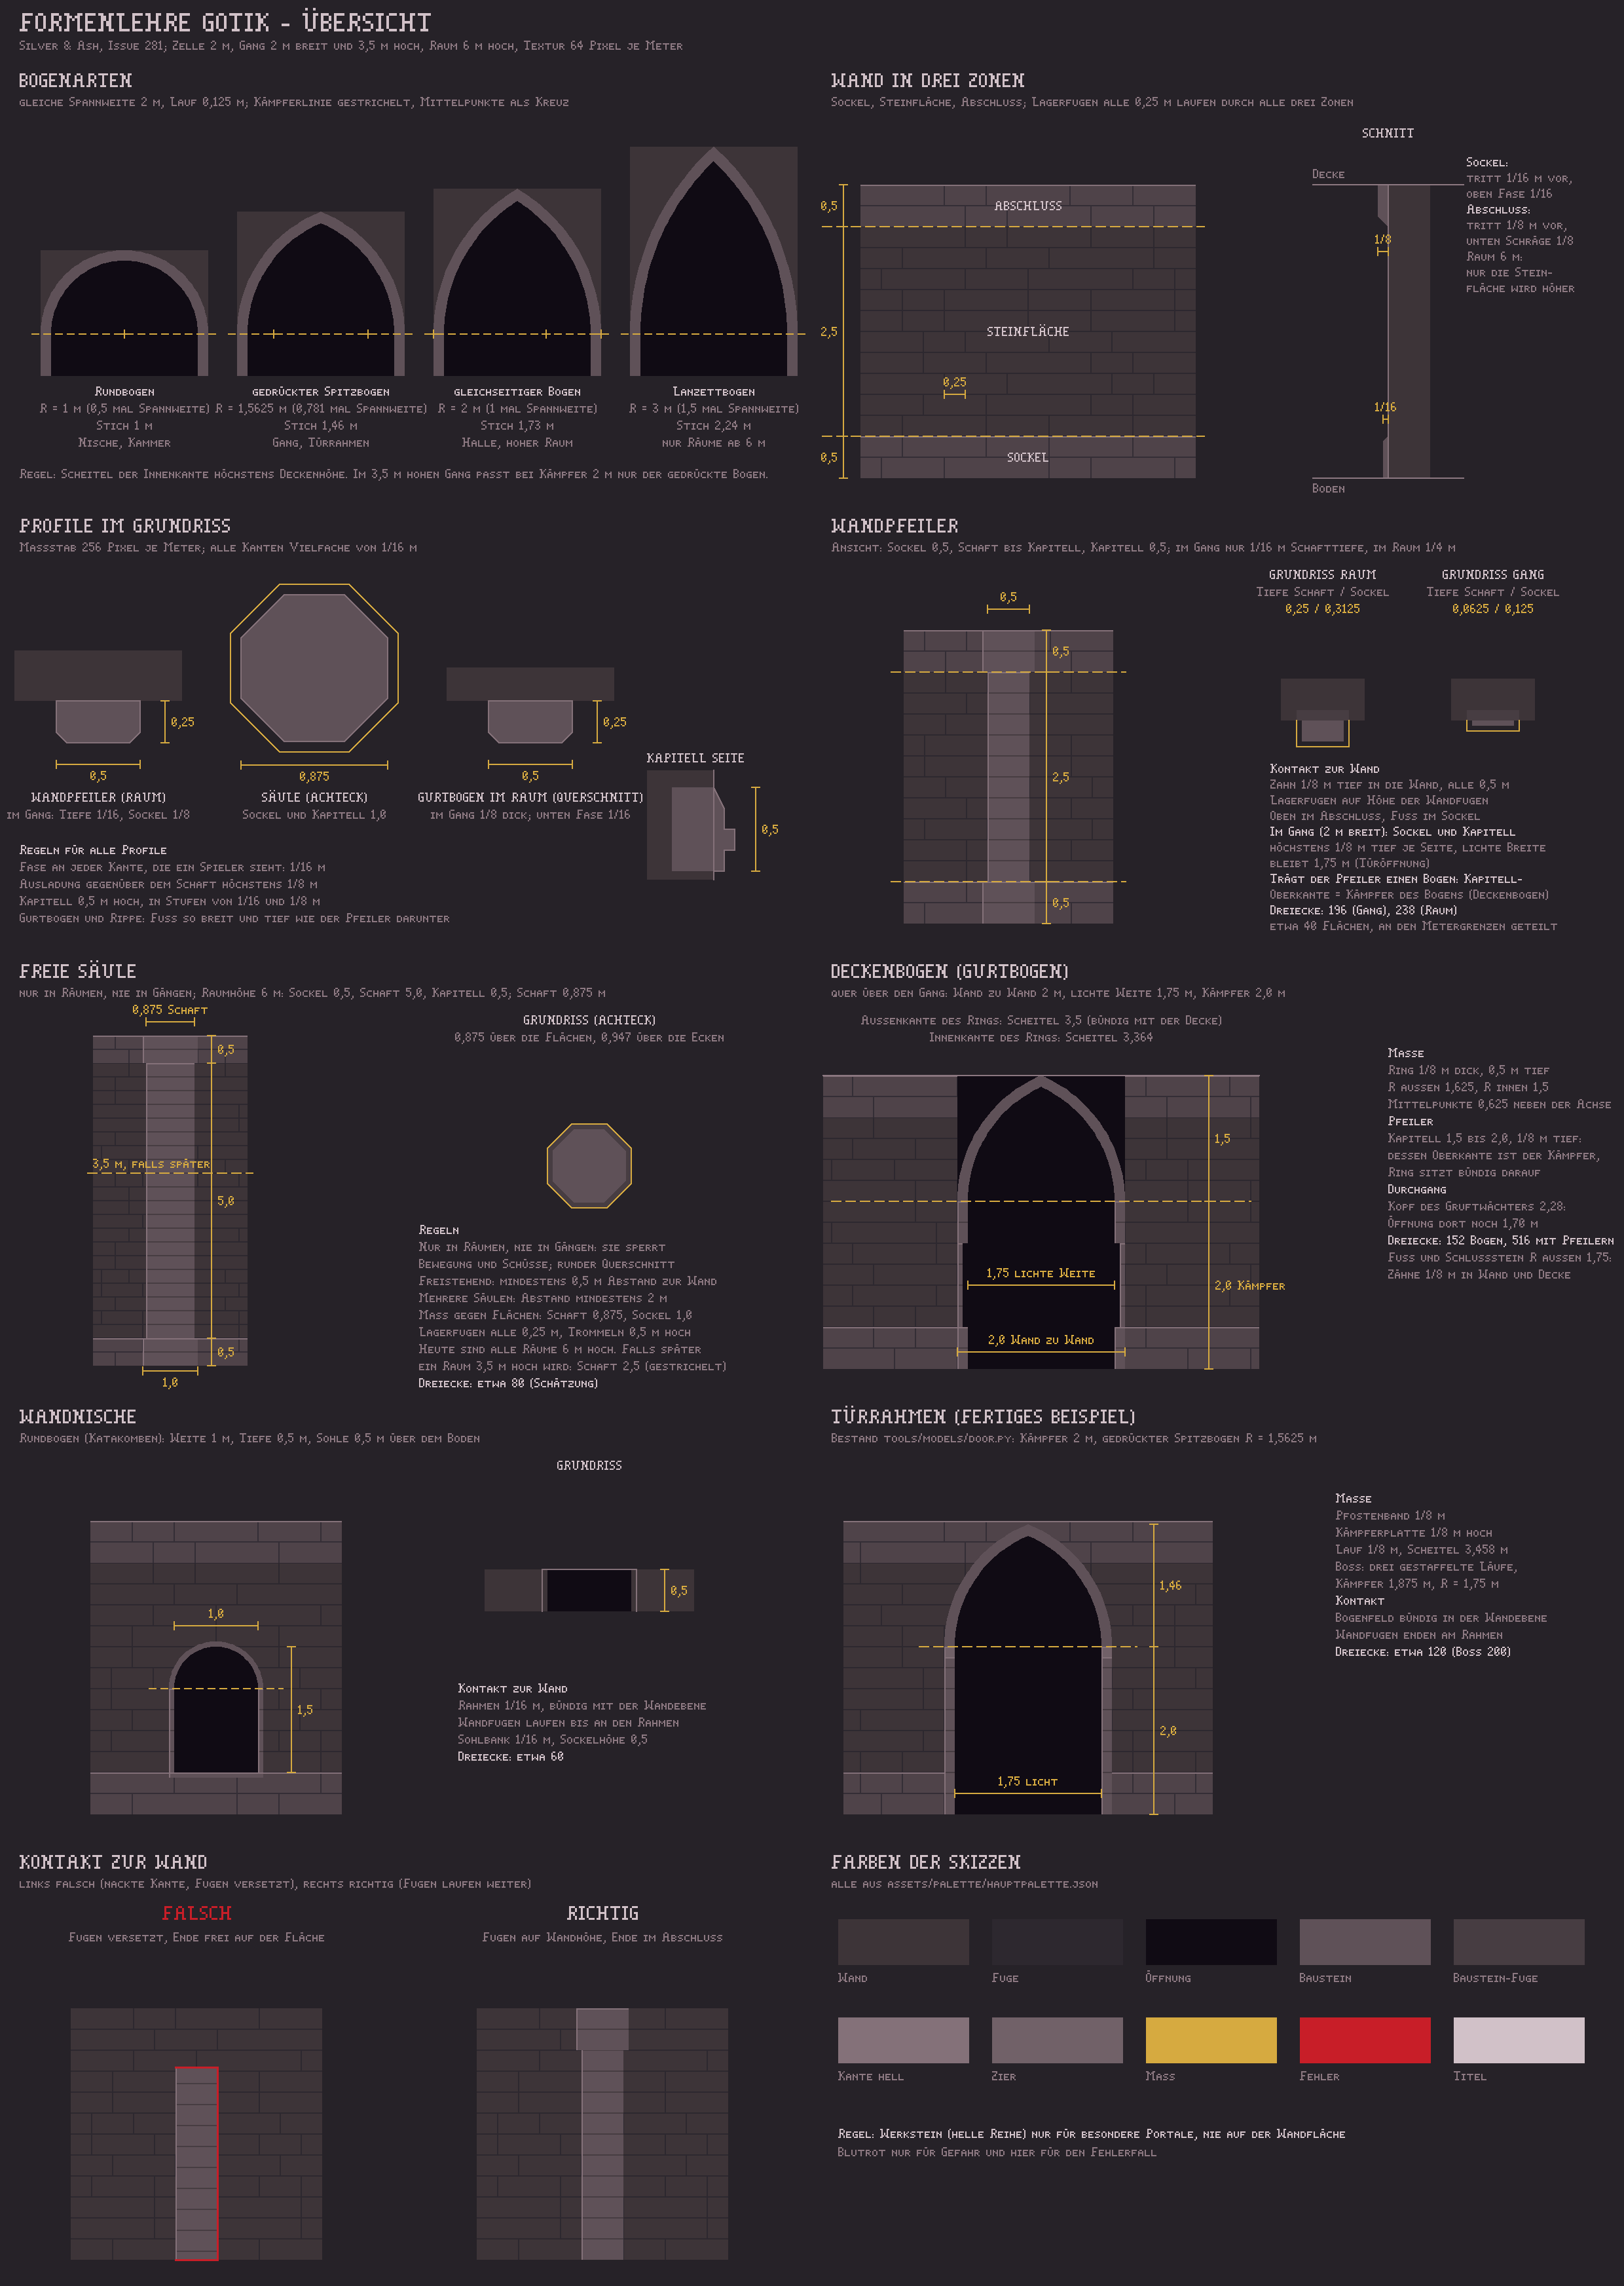 FORMENLEHRE GOTIK - ÜBERSICHT
Silver & Ash, Issue 281; Zelle 2 m, Gang 2 m breit und 3,5 m hoch, Raum 6 m hoch, Textur 64 Pixel je Meter
BOGENARTEN
gleiche Spannweite 2 m, Lauf 0,125 m; Kämpferlinie gestrichelt, Mittelpunkte als Kreuz
Rundbogen
R = 1 m (0,5 mal Spannweite)
Stich 1 m
Nische, Kammer
gedrückter Spitzbogen
R = 1,5625 m (0,781 mal Spannweite)
Stich 1,46 m
Gang, Türrahmen
gleichseitiger Bogen
R = 2 m (1 mal Spannweite)
Stich 1,73 m
Halle, hoher Raum
Lanzettbogen
R = 3 m (1,5 mal Spannweite)
Stich 2,24 m
nur Räume ab 6 m
Regel: Scheitel der Innenkante höchstens Deckenhöhe. Im 3,5 m hohen Gang passt bei Kämpfer 2 m nur der gedrückte Bogen.
WAND IN DREI ZONEN
Sockel, Steinfläche, Abschluss; Lagerfugen alle 0,25 m laufen durch alle drei Zonen
0,5
2,5
0,5
ABSCHLUSS
STEINFLÄCHE
0,25
SOCKEL
SCHNITT
Decke
1/8
1/16
Boden
Sockel:
tritt 1/16 m vor,
oben Fase 1/16
Abschluss:
tritt 1/8 m vor,
unten Schräge 1/8
Raum 6 m:
nur die Stein-
fläche wird höher
PROFILE IM GRUNDRISS
Massstab 256 Pixel je Meter; alle Kanten Vielfache von 1/16 m
0,25
0,5
WANDPFEILER (RAUM)
im Gang: Tiefe 1/16, Sockel 1/8
0,875
SÄULE (ACHTECK)
Sockel und Kapitell 1,0
0,25
0,5
GURTBOGEN IM RAUM (QUERSCHNITT)
im Gang 1/8 dick; unten Fase 1/16
KAPITELL SEITE
0,5
Regeln für alle Profile
Fase an jeder Kante, die ein Spieler sieht: 1/16 m
Ausladung gegenüber dem Schaft höchstens 1/8 m
Kapitell 0,5 m hoch, in Stufen von 1/16 und 1/8 m
Gurtbogen und Rippe: Fuss so breit und tief wie der Pfeiler darunter
WANDPFEILER
Ansicht: Sockel 0,5, Schaft bis Kapitell, Kapitell 0,5; im Gang nur 1/16 m Schafttiefe, im Raum 1/4 m
0,5
0,5
2,5
0,5
GRUNDRISS RAUM
Tiefe Schaft / Sockel
0,25 / 0,3125
GRUNDRISS GANG
Tiefe Schaft / Sockel
0,0625 / 0,125
Kontakt zur Wand
Zahn 1/8 m tief in die Wand, alle 0,5 m
Lagerfugen auf Höhe der Wandfugen
Oben im Abschluss, Fuss im Sockel
Im Gang (2 m breit): Sockel und Kapitell
höchstens 1/8 m tief je Seite, lichte Breite
bleibt 1,75 m (Türöffnung)
Trägt der Pfeiler einen Bogen: Kapitell-
Oberkante = Kämpfer des Bogens (Deckenbogen)
Dreiecke: 196 (Gang), 238 (Raum)
etwa 40 Flächen, an den Metergrenzen geteilt
FREIE SÄULE
nur in Räumen, nie in Gängen; Raumhöhe 6 m: Sockel 0,5, Schaft 5,0, Kapitell 0,5; Schaft 0,875 m
0,875 Schaft
0,5
3,5 m, falls später
5,0
0,5
1,0
GRUNDRISS (ACHTECK)
0,875 über die Flächen, 0,947 über die Ecken
Regeln
Nur in Räumen, nie in Gängen: sie sperrt
Bewegung und Schüsse; runder Querschnitt
Freistehend: mindestens 0,5 m Abstand zur Wand
Mehrere Säulen: Abstand mindestens 2 m
Mass gegen Flächen: Schaft 0,875, Sockel 1,0
Lagerfugen alle 0,25 m, Trommeln 0,5 m hoch
Heute sind alle Räume 6 m hoch. Falls später
ein Raum 3,5 m hoch wird: Schaft 2,5 (gestrichelt)
Dreiecke: etwa 80 (Schätzung)
DECKENBOGEN (GURTBOGEN)
quer über den Gang: Wand zu Wand 2 m, lichte Weite 1,75 m, Kämpfer 2,0 m
Aussenkante des Rings: Scheitel 3,5 (bündig mit der Decke)
Innenkante des Rings: Scheitel 3,364
1,5
1,75 lichte Weite
2,0 Kämpfer
2,0 Wand zu Wand
Masse
Ring 1/8 m dick, 0,5 m tief
R aussen 1,625, R innen 1,5
Mittelpunkte 0,625 neben der Achse
Pfeiler
Kapitell 1,5 bis 2,0, 1/8 m tief:
dessen Oberkante ist der Kämpfer,
Ring sitzt bündig darauf
Durchgang
Kopf des Gruftwächters 2,28:
Öffnung dort noch 1,70 m
Dreiecke: 152 Bogen, 516 mit Pfeilern
Fuss und Schlussstein R aussen 1,75;
Zähne 1/8 m in Wand und Decke
WANDNISCHE
Rundbogen (Katakomben): Weite 1 m, Tiefe 0,5 m, Sohle 0,5 m über dem Boden
1,0
1,5
GRUNDRISS
0,5
Kontakt zur Wand
Rahmen 1/16 m, bündig mit der Wandebene
Wandfugen laufen bis an den Rahmen
Sohlbank 1/16 m, Sockelhöhe 0,5
Dreiecke: etwa 60
TÜRRAHMEN (FERTIGES BEISPIEL)
Bestand tools/models/door.py: Kämpfer 2 m, gedrückter Spitzbogen R = 1,5625 m
1,46
2,0
1,75 licht
Masse
Pfostenband 1/8 m
Kämpferplatte 1/8 m hoch
Lauf 1/8 m, Scheitel 3,458 m
Boss: drei gestaffelte Läufe,
Kämpfer 1,875 m, R = 1,75 m
Kontakt
Bogenfeld bündig in der Wandebene
Wandfugen enden am Rahmen
Dreiecke: etwa 120 (Boss 200)
KONTAKT ZUR WAND
links falsch (nackte Kante, Fugen versetzt), rechts richtig (Fugen laufen weiter)
FALSCH
Fugen versetzt, Ende frei auf der Fläche
RICHTIG
Fugen auf Wandhöhe, Ende im Abschluss
FARBEN DER SKIZZEN
alle aus assets/palette/hauptpalette.json
Wand
Fuge
Öffnung
Baustein
Baustein-Fuge
Kante hell
Zier
Mass
Fehler
Titel
Regel: Werkstein (helle Reihe) nur für besondere Portale, nie auf der Wandfläche
Blutrot nur für Gefahr und hier für den Fehlerfall